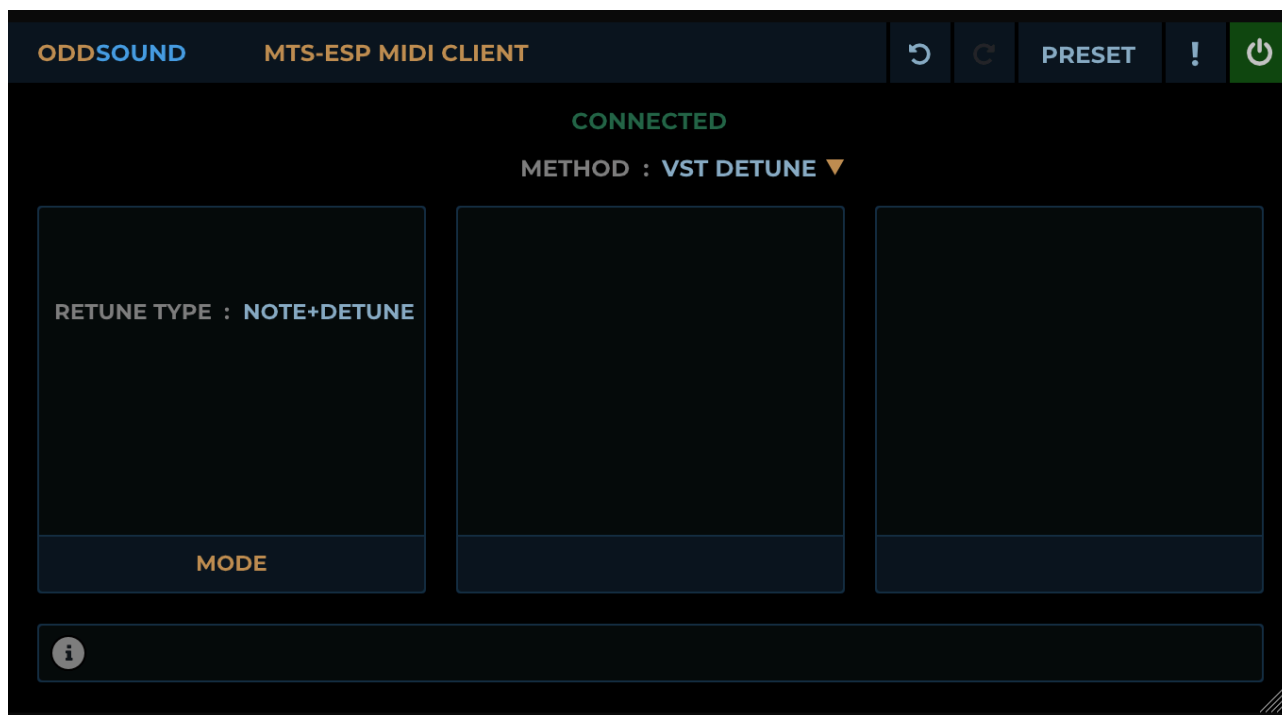 ODDSOUND MTS-ESP MIDI CLIENT PRESET !
CONNECTED
METHOD : VST DETUNE
RETUNE TYPE : NOTE+DETUNE
MODE
i